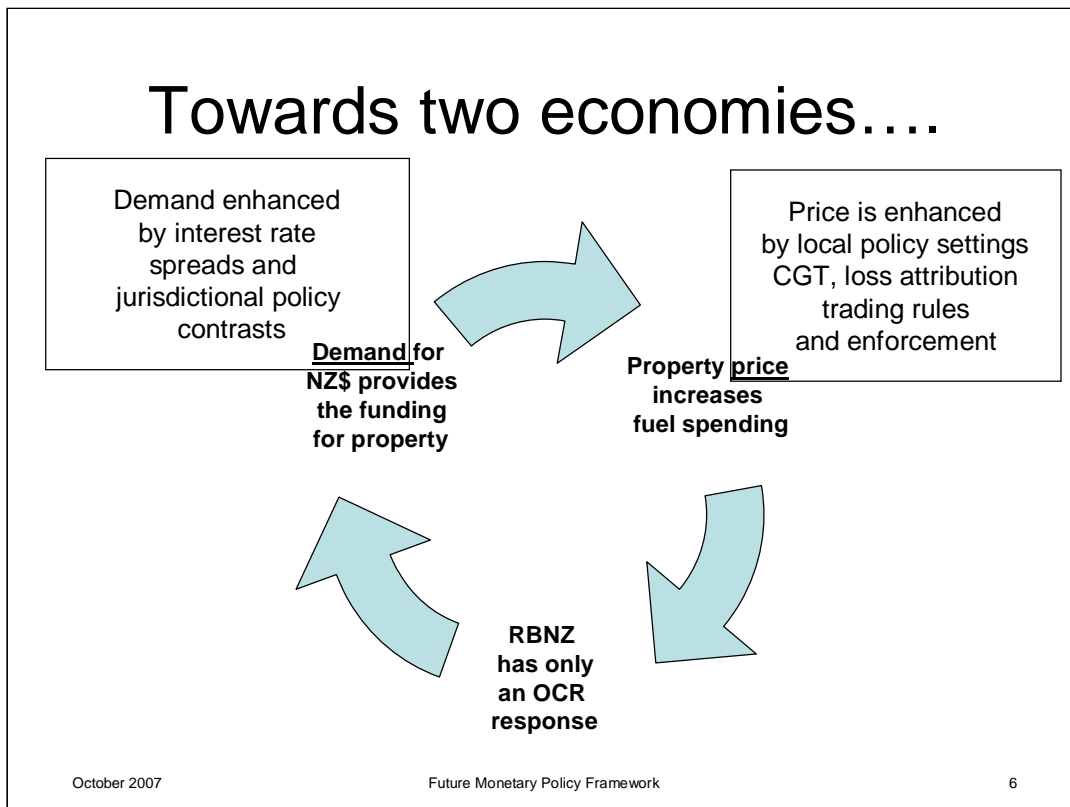 Towards two economies….
Demand enhanced
by interest rate
spreads and
jurisdictional policy
contrasts
Price is enhanced
by local policy settings
CGT, loss attribution
trading rules
and enforcement
Demand for
NZ$ provides
the funding
for property
Property price
increases
fuel spending
RBNZ
has only
an OCR
response
October 2007
Future Monetary Policy Framework
6